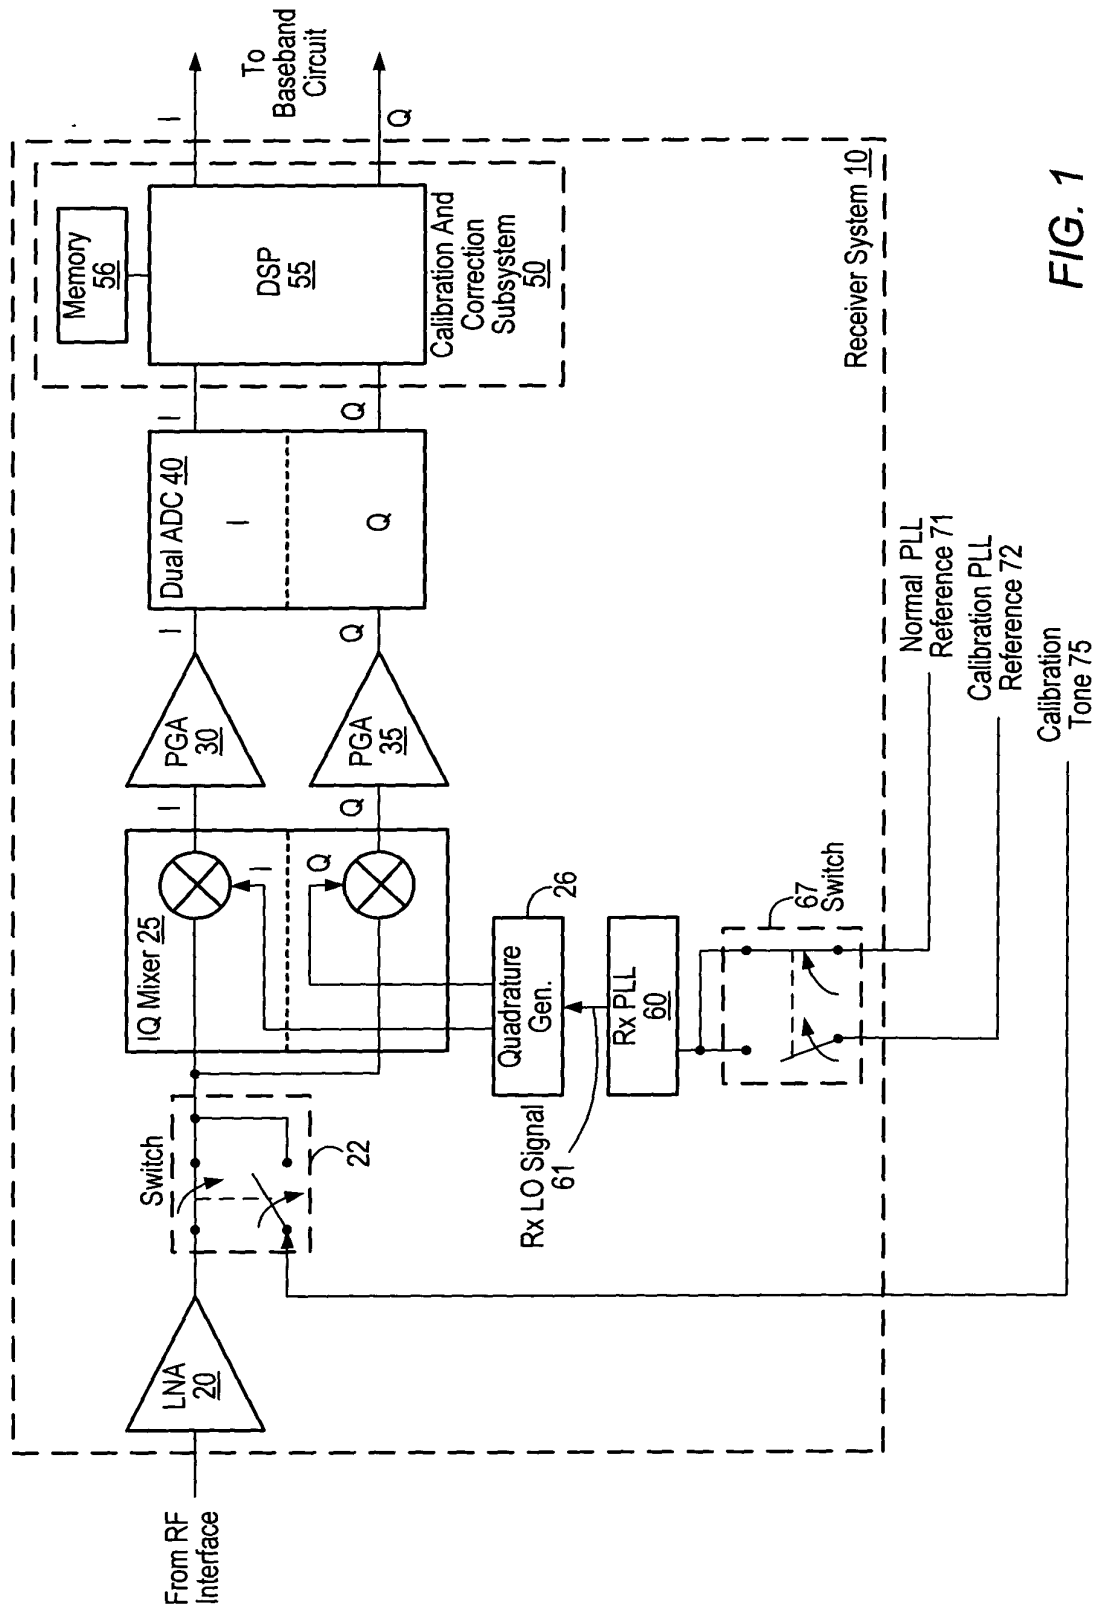 From RF
Interface
LNA
20
Switch
22
IQ Mixer 25
I
Q
I
Q
PGA
30
PGA
35
I
Q
Dual ADC 40
I
Q
I
Q
Memory
56
DSP
55
Calibration And
Correction
Subsystem
50
I
Q
To
Baseband
Circuit
Quadrature
Gen.
26
Rx LO Signal
61
Rx PLL
60
67
Switch
Receiver System 10
Normal PLL
Reference 71
Calibration PLL
Reference 72
Calibration
Tone 75
FIG. 1